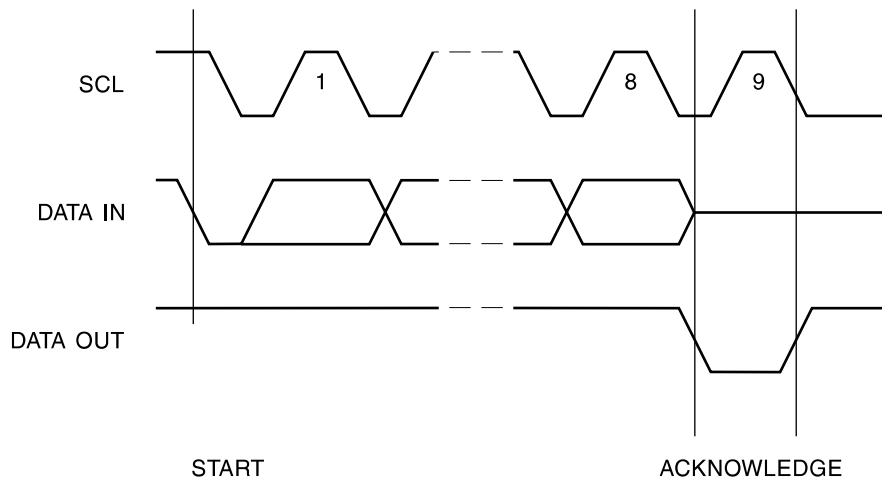 SCL
1
8
9
DATA IN
DATA OUT
START
ACKNOWLEDGE